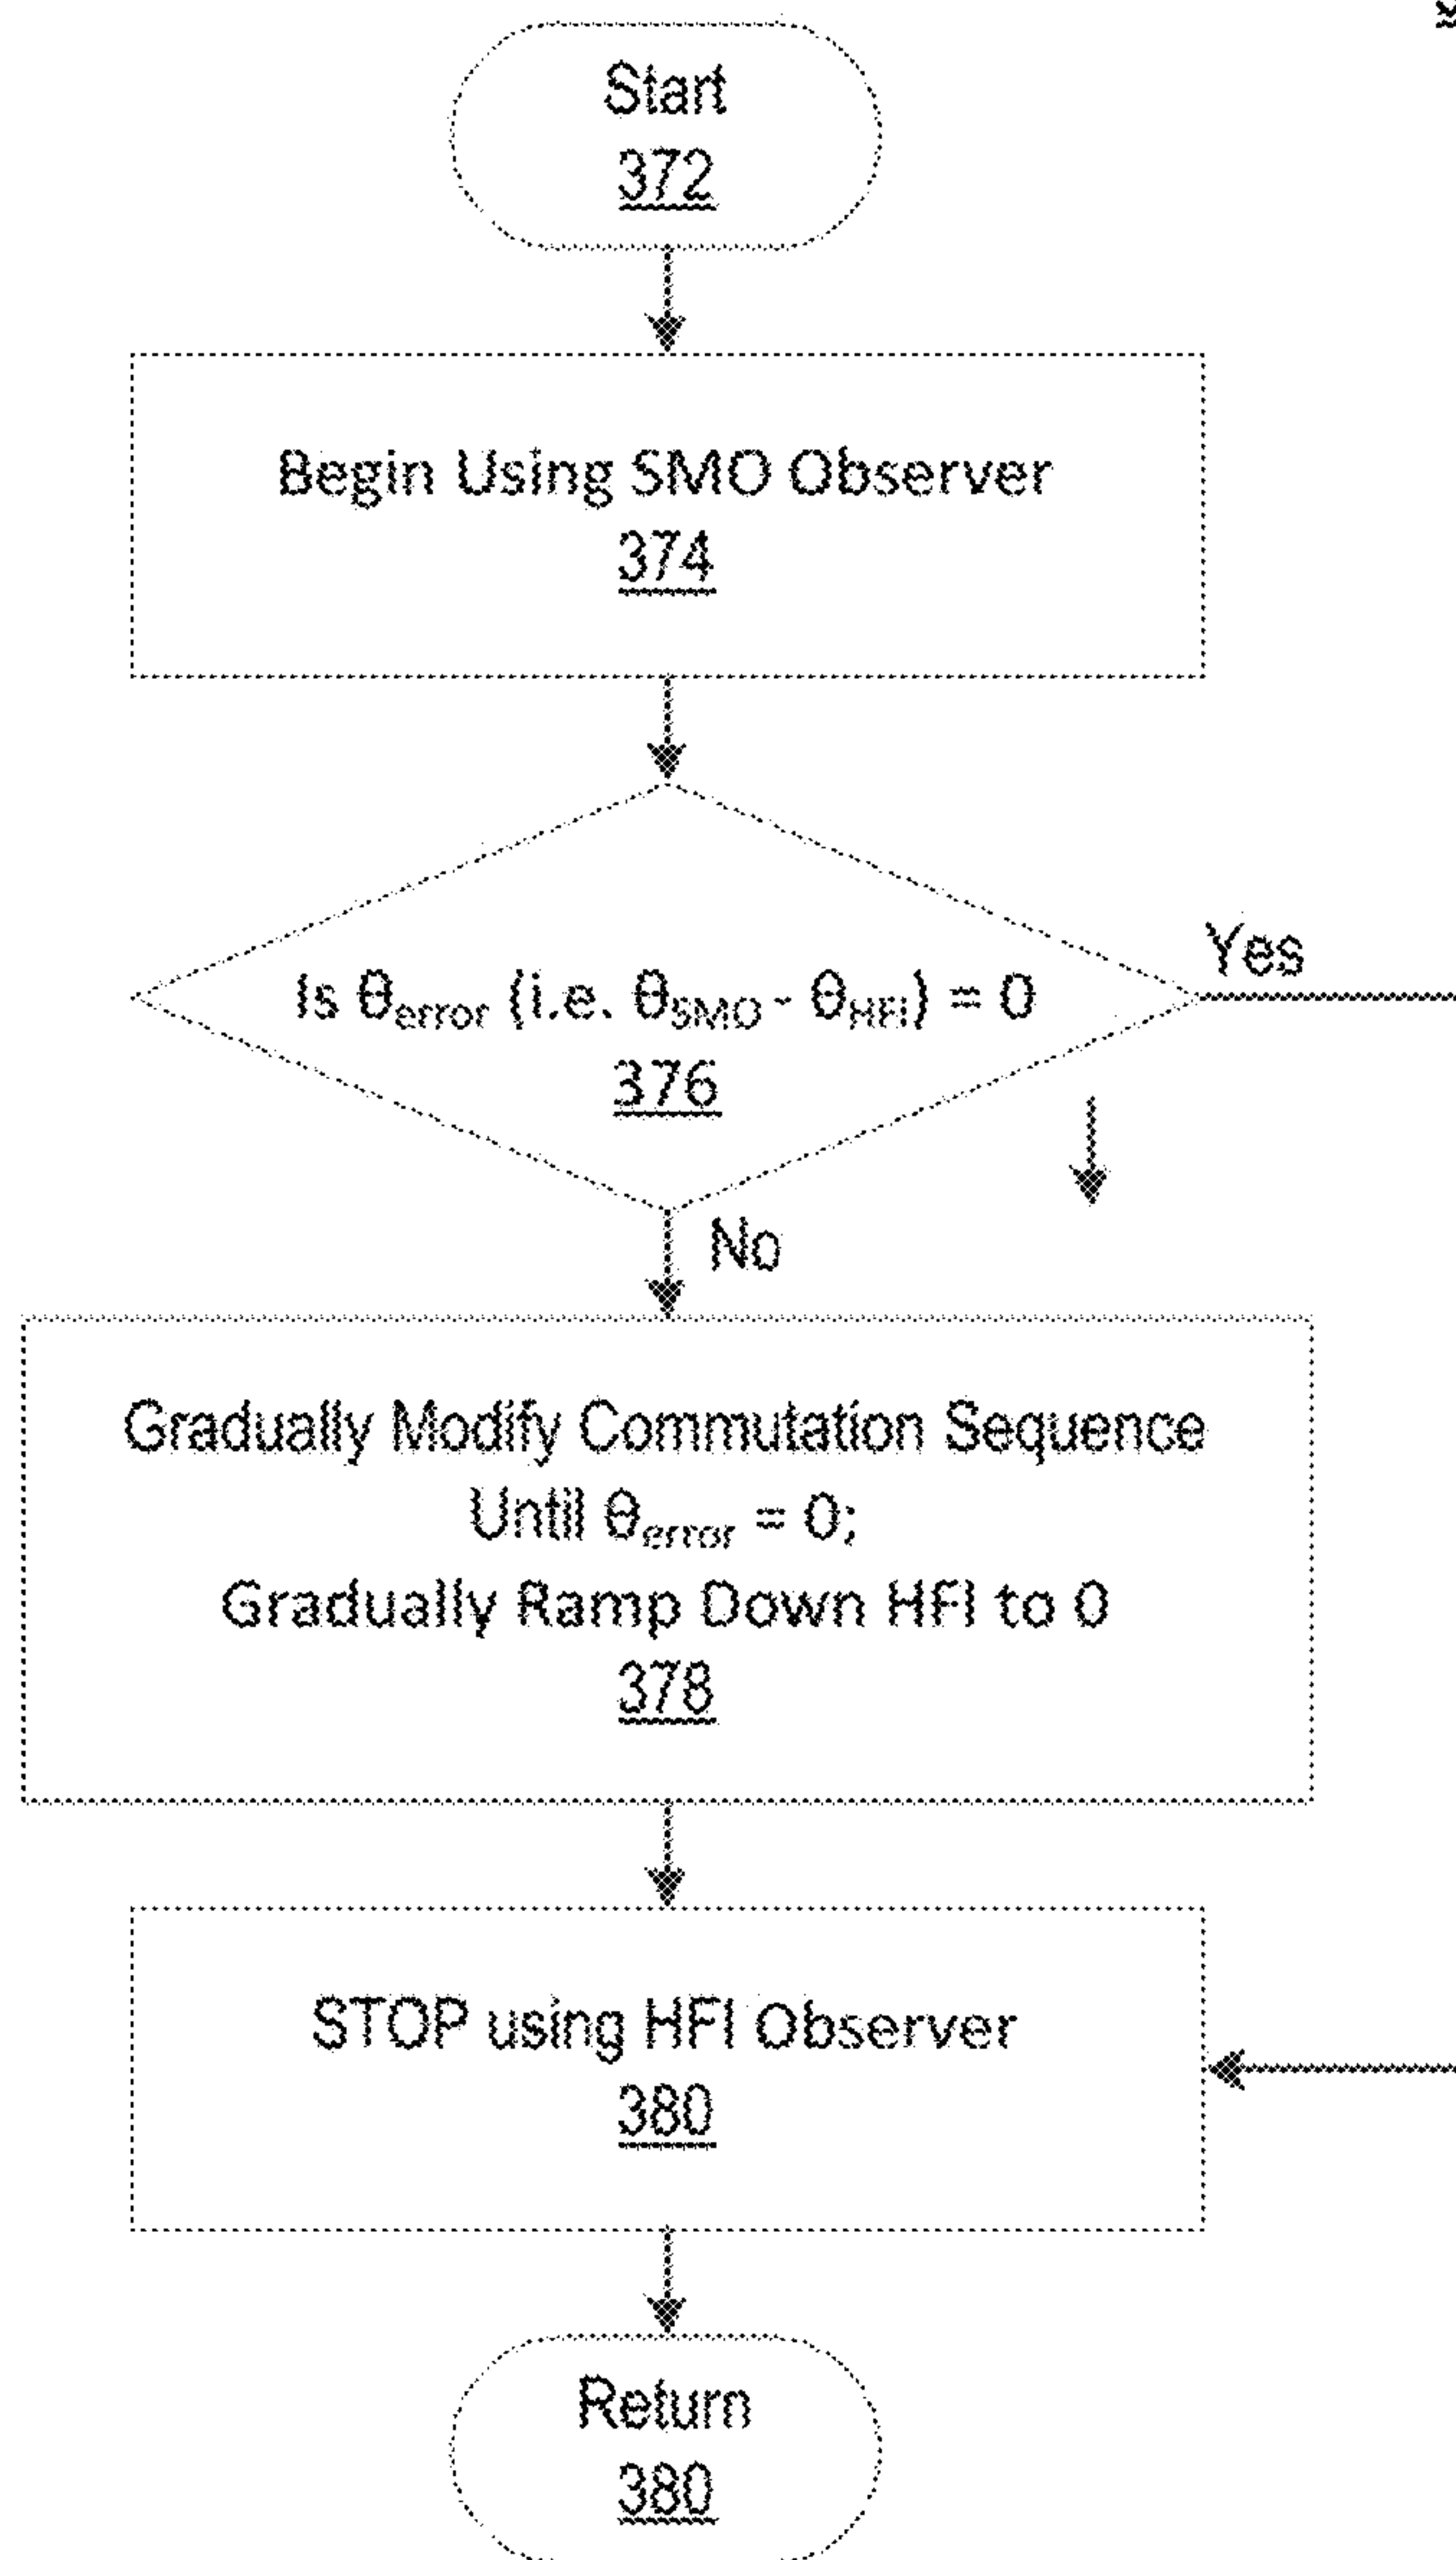 Start
372
Begin Using SMO Observer
374
Yes
Is θerror (i.e. θSMO - θHFI) = 0
376
No
Gradually Modify Commutation Sequence
Until θerror = 0;
Gradually Ramp Down HFI to 0
378
STOP using HFI Observer
380
Return
380